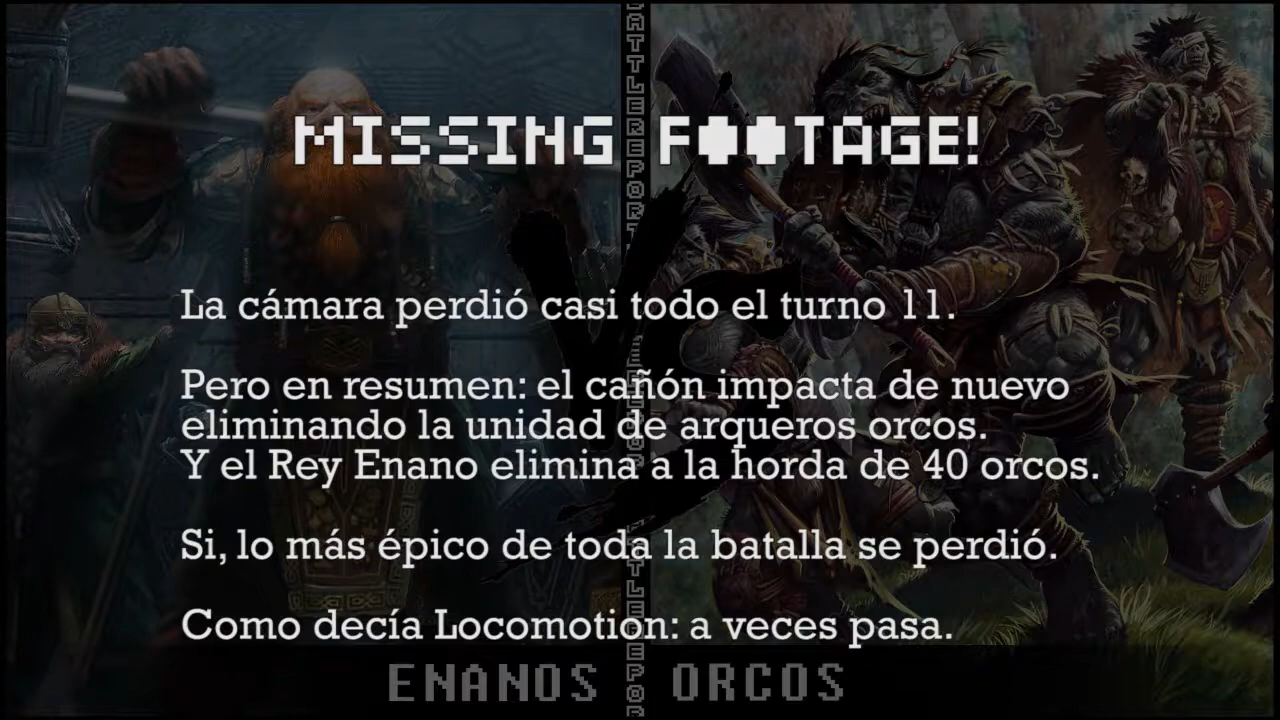 MISSING FOOTAGE!
La cámara perdió casi todo el turno 11.
Pero en resumen: el cañón impacta de nuevo
eliminando la unidad de arqueros orcos.
Y el Rey Enano elimina a la horda de 40 orcos.
Si, lo más épico de toda la batalla se perdió.
Como decía Locomotion: a veces pasa.
ENANOS
ORCOS